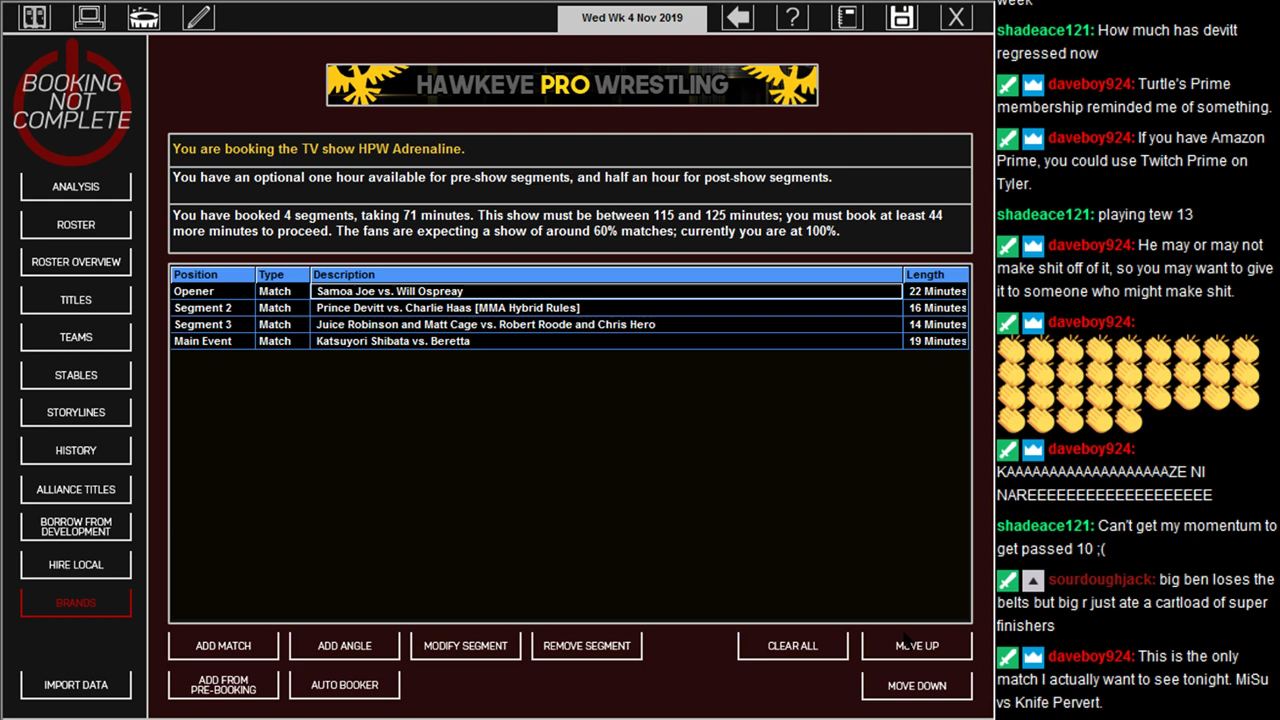 Wed Wk 4 Nov 2019
?
X
BOOKING
NOT
COMPLETE
HAWKEYE PRO WRESTLING
You are booking the TV show HPW Adrenaline.
You have an optional one hour available for pre-show segments, and half an hour for post-show segments.
You have booked 4 segments, taking 71 minutes. This show must be between 115 and 125 minutes; you must book at least 44
more minutes to proceed. The fans are expecting a show of around 60% matches; currently you are at 100%.
ANALYSIS
ROSTER
ROSTER OVERVIEW
TITLES
TEAMS
STABLES
STORYLINES
HISTORY
ALLIANCE TITLES
BORROW FROM
DEVELOPMENT
HIRE LOCAL
BRANDS
IMPORT DATA
Position Type Description Length
Opener Match Samoa Joe vs. Will Ospreay 22 Minutes
Segment 2 Match Prince Devitt vs. Charlie Haas [MMA Hybrid Rules] 16 Minutes
Segment 3 Match Juice Robinson and Matt Cage vs. Robert Roode and Chris Hero 14 Minutes
Main Event Match Katsuyori Shibata vs. Beretta 19 Minutes
ADD MATCH
ADD ANGLE
MODIFY SEGMENT
REMOVE SEGMENT
CLEAR ALL
MOVE UP
ADD FROM
PRE-BOOKING
AUTO BOOKER
MOVE DOWN
week
shadeace121: How much has devitt
regressed now
daveboy924: Turtle's Prime
membership reminded me of something.
daveboy924: If you have Amazon
Prime, you could use Twitch Prime on
Tyler.
shadeace121: playing tew 13
daveboy924: He may or may not
make shit off of it, so you may want to give
it to someone who might make shit.
daveboy924:
daveboy924:
KAAAAAAAAAAAAAAAAAAZE NI
NAREEEEEEEEEEEEEEEEEEEE
shadeace121: Can't get my momentum to
get passed 10 ;(
sourdoughjack: big ben loses the
belts but big r just ate a cartload of super
finishers
daveboy924: This is the only
match I actually want to see tonight. MiSu
vs Knife Pervert.